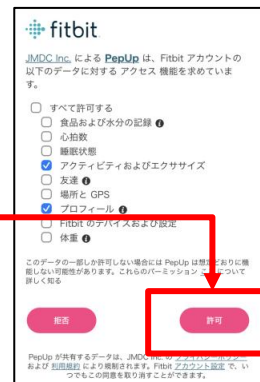 fitbit
JMDC Inc. による PepUp は、Fitbit アカウントの
以下のデータに対する アクセス 機能を求めていま
す。
すべて許可する
食品および水分の記録
心拍数
睡眠状態
アクティビティおよびエクササイズ
友達
場所と GPS
プロフィール
Fitbit のデバイスおよび設定
体重
このデータの一部しか許可しない場合には PepUp は想定どおりに機
能しない可能性があります。これらのパーミッション について
詳しく知る
拒否
許可
PepUp が共有するデータは、JMDC Inc. の プライバシーポリシー
および 利用規約 により規制されます。Fitbit アカウント設定 で、い
つでもこの同意を取り消すことができます。